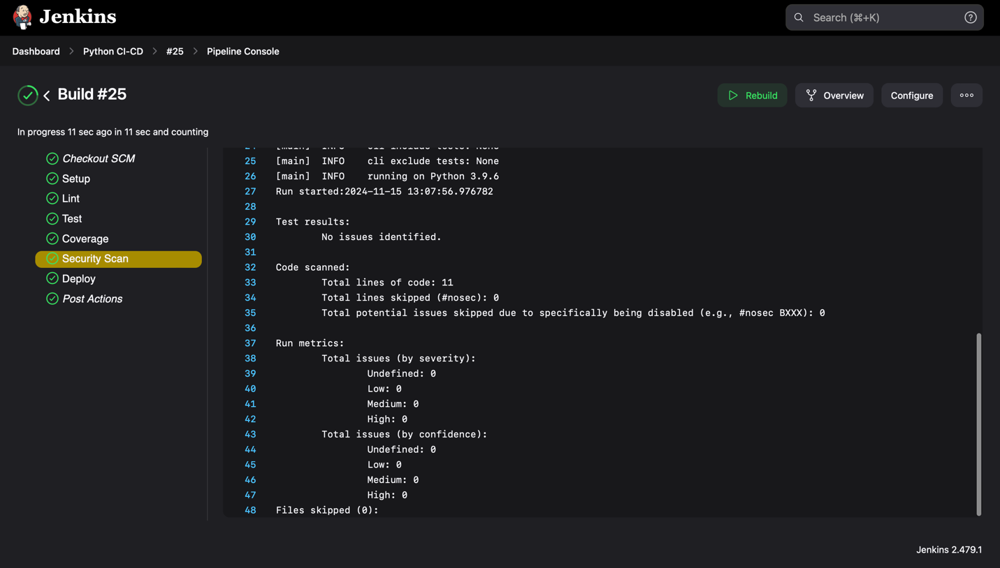 Jenkins
Search (⌘+K)
Dashboard > Python CI-CD > #25 > Pipeline Console
Build #25
Rebuild
Overview
Configure
In progress 11 sec ago in 11 sec and counting
Checkout SCM
Setup
Lint
Test
Coverage
Security Scan
Deploy
Post Actions
24 [main] INFO cli include tests: None
25 [main] INFO cli exclude tests: None
26 [main] INFO running on Python 3.9.6
27 Run started:2024-11-15 13:07:56.976782
28
29 Test results:
30 No issues identified.
31
32 Code scanned:
33 Total lines of code: 11
34 Total lines skipped (#nosec): 0
35 Total potential issues skipped due to specifically being disabled (e.g., #nosec BXXX): 0
36
37 Run metrics:
38 Total issues (by severity):
39 Undefined: 0
40 Low: 0
41 Medium: 0
42 High: 0
43 Total issues (by confidence):
44 Undefined: 0
45 Low: 0
46 Medium: 0
47 High: 0
48 Files skipped (0):
Jenkins 2.479.1